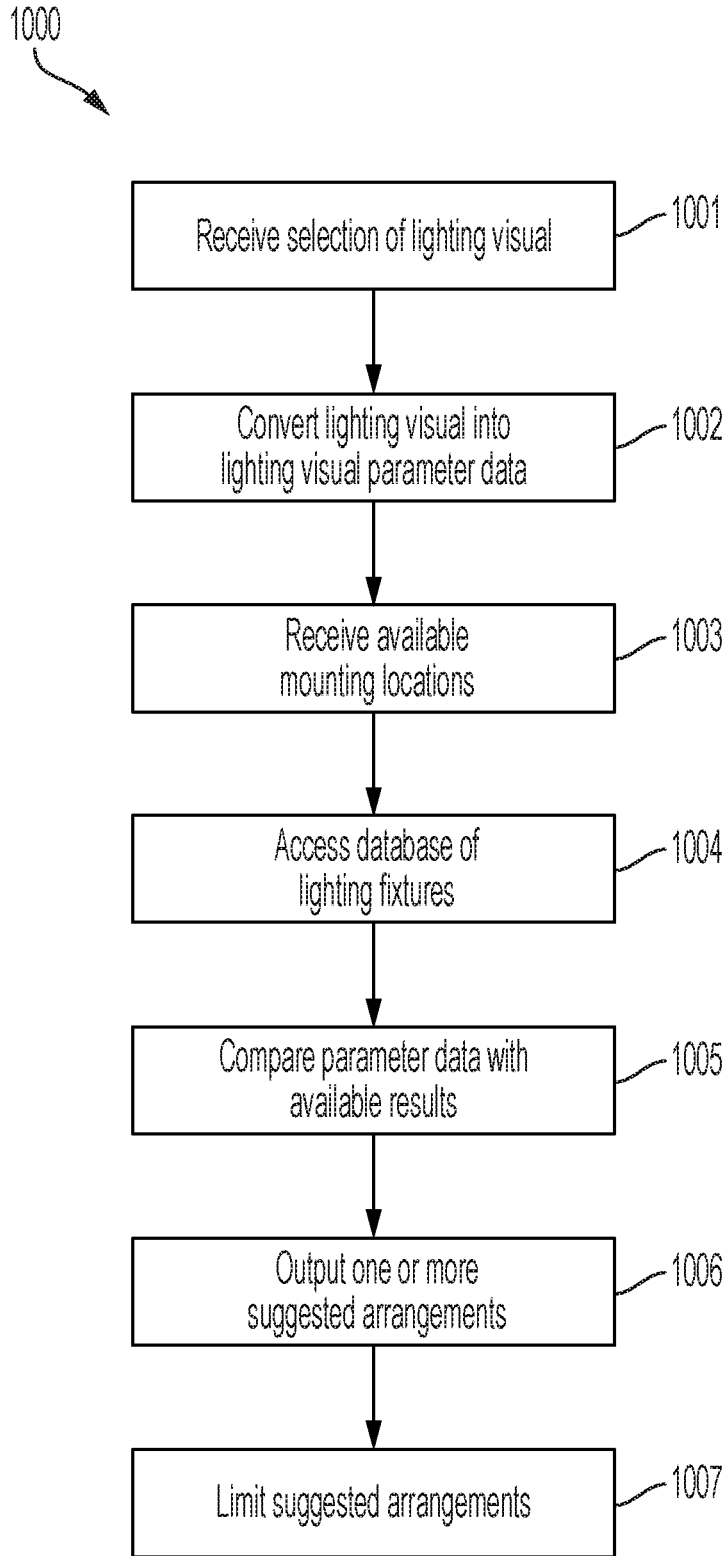 1000
Receive selection of lighting visual
1001
Convert lighting visual into
lighting visual parameter data
1002
Receive available
mounting locations
1003
Access database of
lighting fixtures
1004
Compare parameter data with
available results
1005
Output one or more
suggested arrangements
1006
Limit suggested arrangements
1007